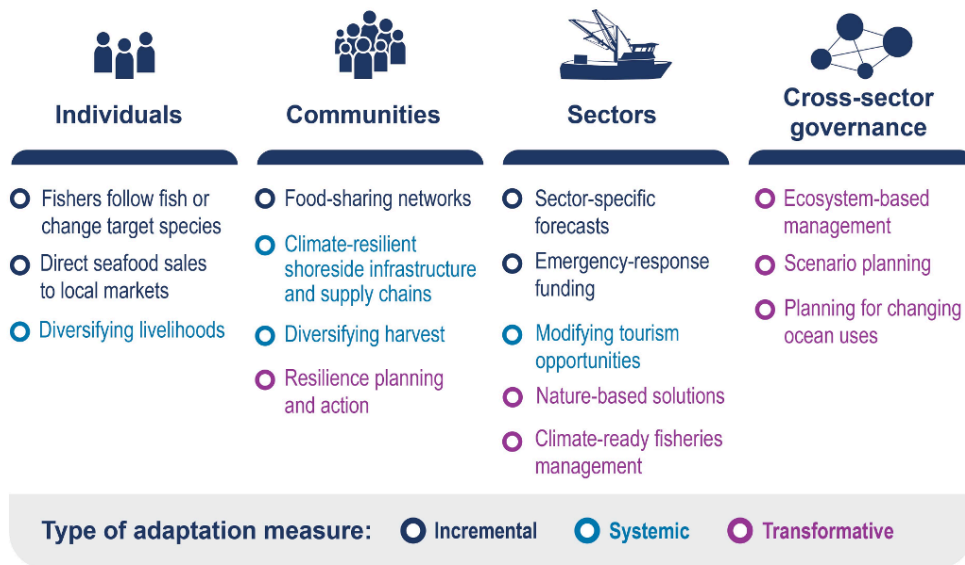 Individuals
Fishers follow fish or
change target species
Direct seafood sales
to local markets
Diversifying livelihoods
Communities
Food-sharing networks
Climate-resilient
shoreside infrastructure
and supply chains
Diversifying harvest
Resilience planning
and action
Sectors
Sector-specific
forecasts
Emergency-response
funding
Modifying tourism
opportunities
Nature-based solutions
Climate-ready fisheries
management
Cross-sector
governance
Ecosystem-based
management
Scenario planning
Planning for changing
ocean uses
Type of adaptation measure: Incremental Systemic Transformative